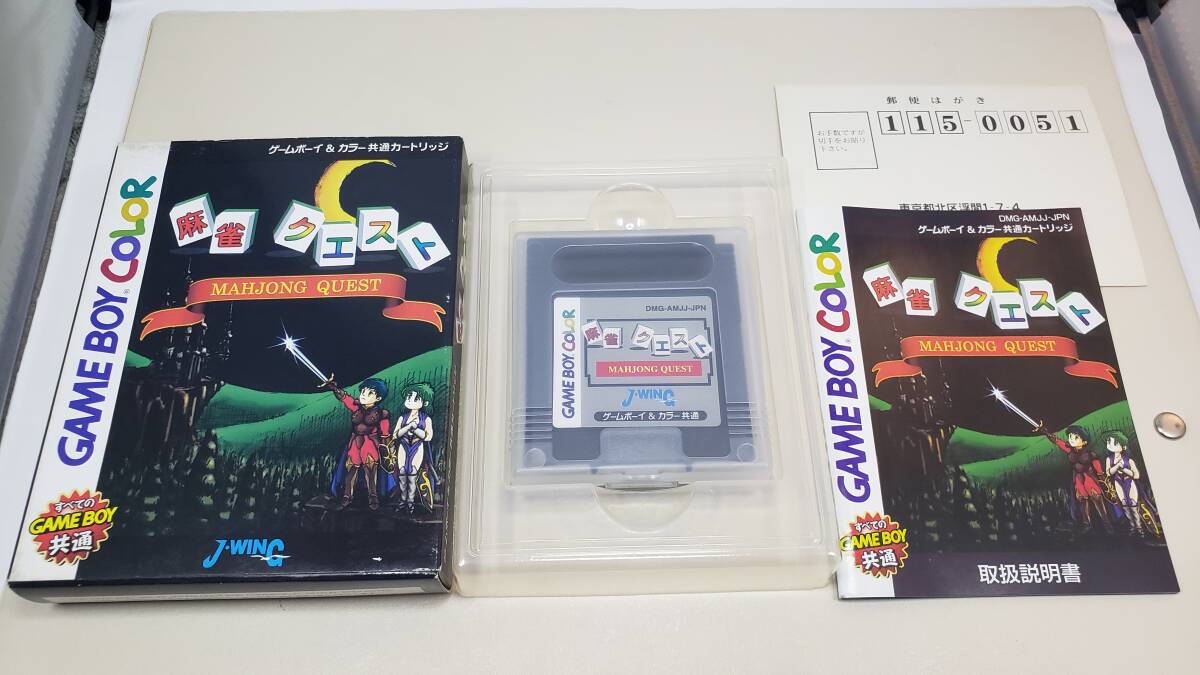 ゲームボーイ & カラー共通カートリッジ
GAME BOY COLOR
麻雀 クエスト
MAHJONG QUEST
すべての
GAME BOY
共通
J・WING
DMG-AMJJ-JPN
GAME BOY COLOR
麻雀 クエスト
MAHJONG QUEST
J・WING
ゲームボーイ & カラー共通
郵便はがき
お手数ですが
切手をお貼り
下さい。
115-0051
東京都北区浮間1-7-4
DMG-AMJJ-JPN
ゲームボーイ & カラー共通カートリッジ
GAME BOY COLOR
麻雀 クエスト
MAHJONG QUEST
すべての
GAME BOY
共通
取扱説明書